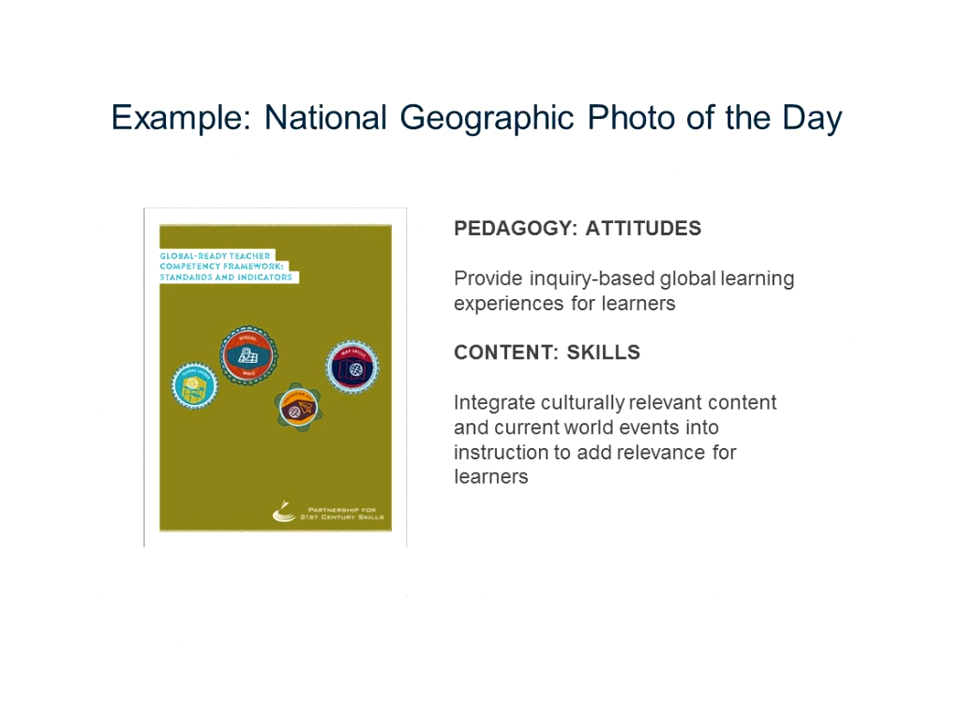 Example: National Geographic Photo of the Day
GLOBAL-READY TEACHER
COMPETENCY FRAMEWORK:
STANDARDS AND INDICATORS
MAP SKILLS
PARTNERSHIP FOR
21ST CENTURY SKILLS
PEDAGOGY: ATTITUDES
Provide inquiry-based global learning
experiences for learners
CONTENT: SKILLS
Integrate culturally relevant content
and current world events into
instruction to add relevance for
learners